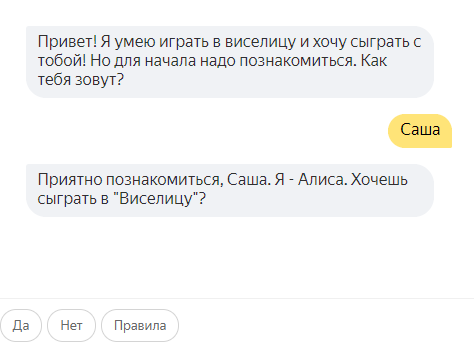 Привет! Я умею играть в виселицу и хочу сыграть с
тобой! Но для начала надо познакомиться. Как
тебя зовут?
Саша
Приятно познакомиться, Саша. Я - Алиса. Хочешь
сыграть в "Виселицу"?
Да
Нет
Правила